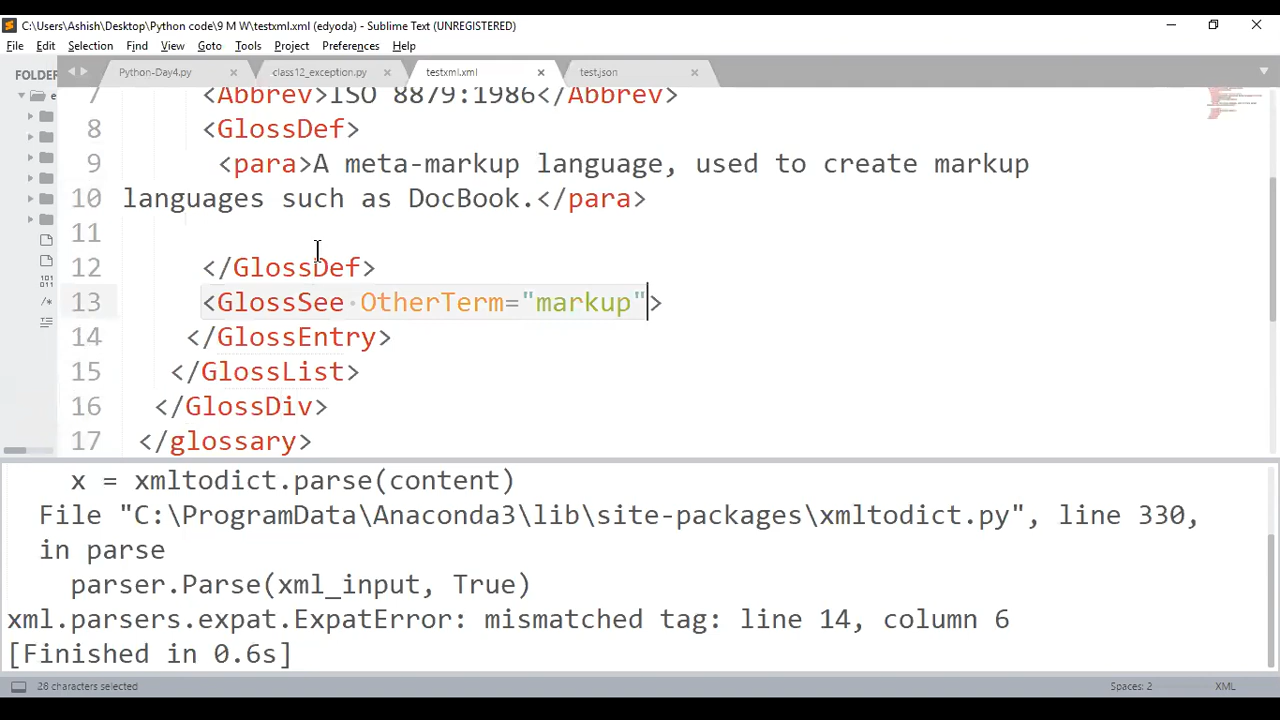 C:\Users\Ashish\Desktop\Python code\9 M W\testxml.xml (edyoda) - Sublime Text (UNREGISTERED)
File Edit Selection Find View Goto Tools Project Preferences Help
FOLDER Python-Day4.py class12_exception.py testxml.xml test.json
e
7 <Abbrev>ISO 8879:1986</Abbrev>
8 <GlossDef>
9 <para>A meta-markup language, used to create markup
10 languages such as DocBook.</para>
11
12 </GlossDef>
13 <GlossSee OtherTerm="markup">
14 </GlossEntry>
15 </GlossList>
16 </GlossDiv>
17 </glossary>
x = xmltodict.parse(content)
File "C:\ProgramData\Anaconda3\lib\site-packages\xmltodict.py", line 330,
in parse
parser.Parse(xml_input, True)
xml.parsers.expat.ExpatError: mismatched tag: line 14, column 6
[Finished in 0.6s]
28 characters selected Spaces: 2 XML